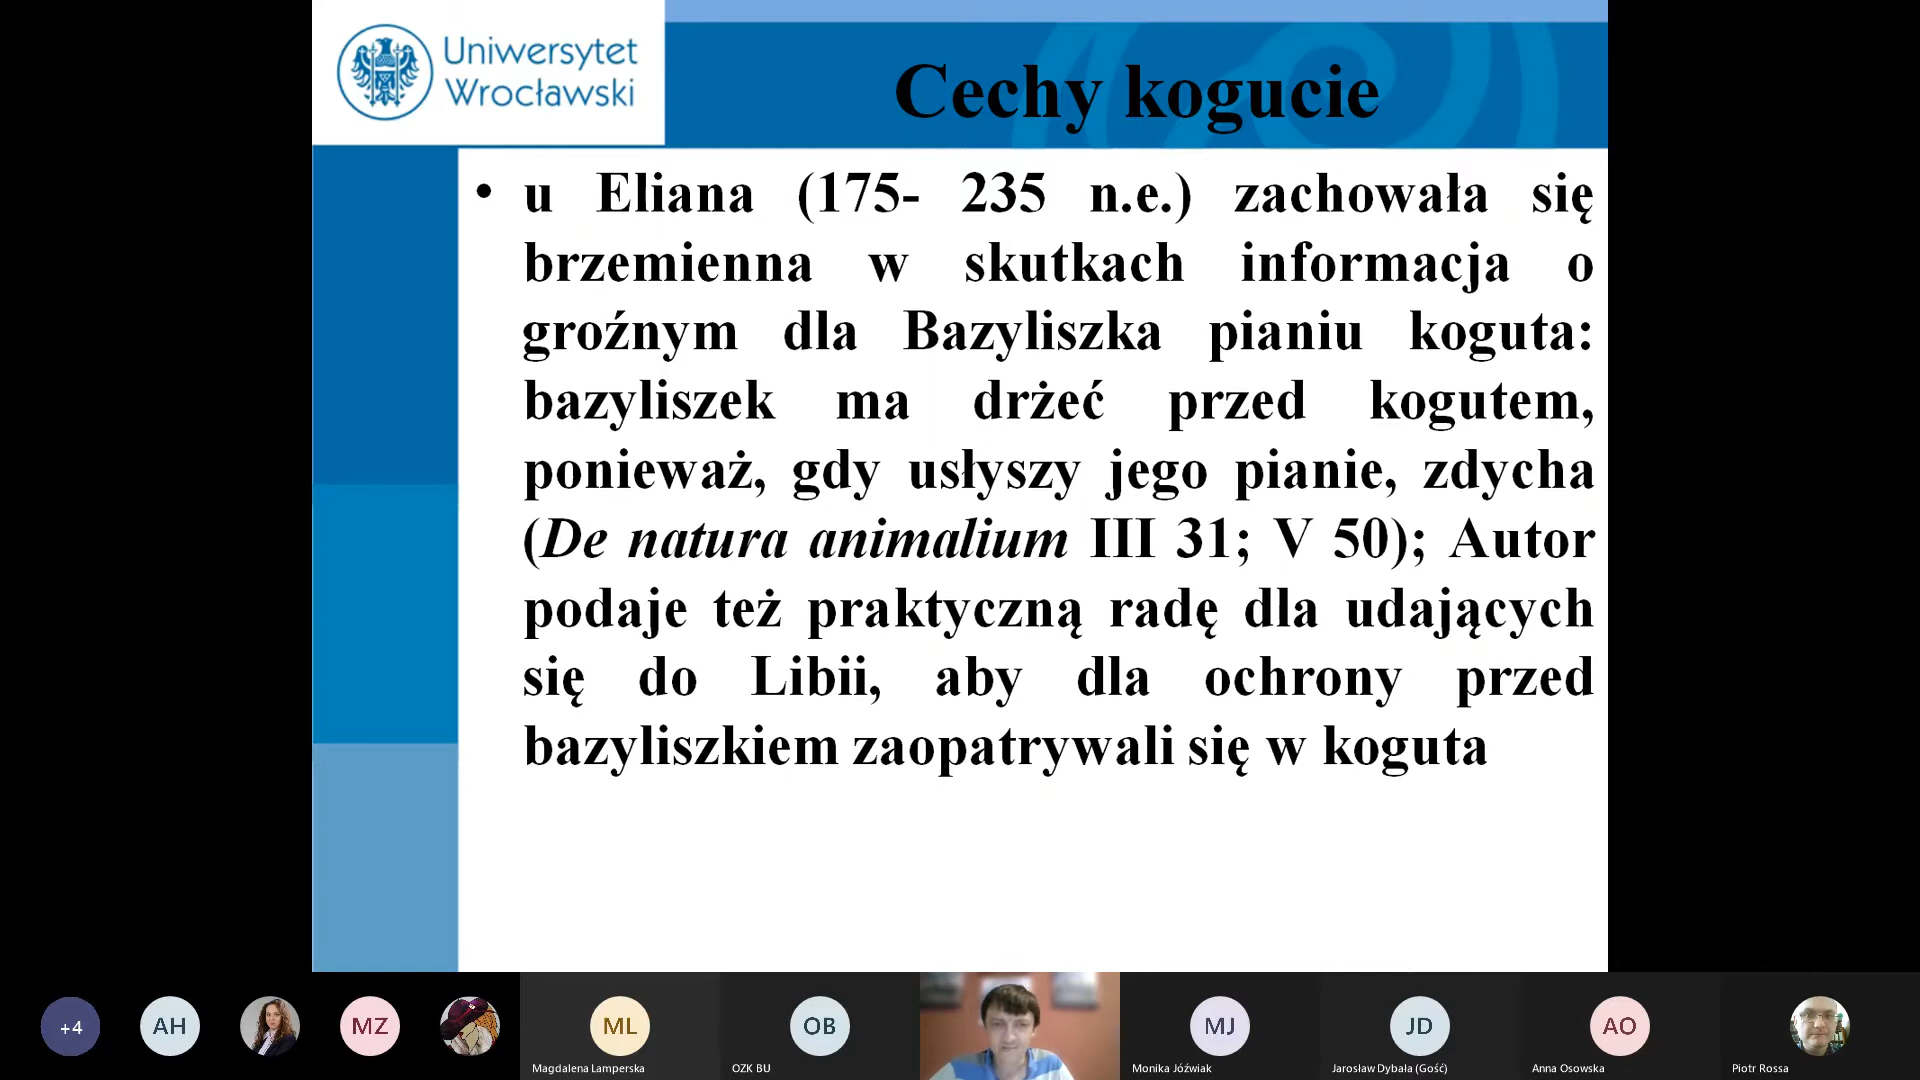 Uniwersytet
Wrocławski
Cechy kogucie
• u Eliana (175- 235 n.e.) zachowała się
brzemienna w skutkach informacja o
groźnym dla Bazyliszka pianiu koguta:
bazyliszek ma drżeć przed kogutem,
ponieważ, gdy usłyszy jego pianie, zdycha
(De natura animalium III 31; V 50); Autor
podaje też praktyczną radę dla udających
się do Libii, aby dla ochrony przed
bazyliszkiem zaopatrywali się w koguta
+4
AH
MZ
ML
OB
MJ
JD
AO
Magdalena Lamperska
OZK BU
Monika Jóźwiak
Jarosław Dybała (Gość)
Anna Osowska
Piotr Rossa